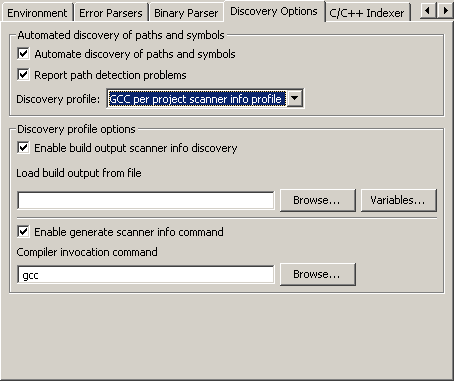 Environment Error Parsers Binary Parser Discovery Options C/C++ Indexer
Automated discovery of paths and symbols
Automate discovery of paths and symbols
Report path detection problems
Discovery profile: GCC per project scanner info profile
Discovery profile options
Enable build output scanner info discovery
Load build output from file
Browse... Variables...
Enable generate scanner info command
Compiler invocation command
gcc Browse...